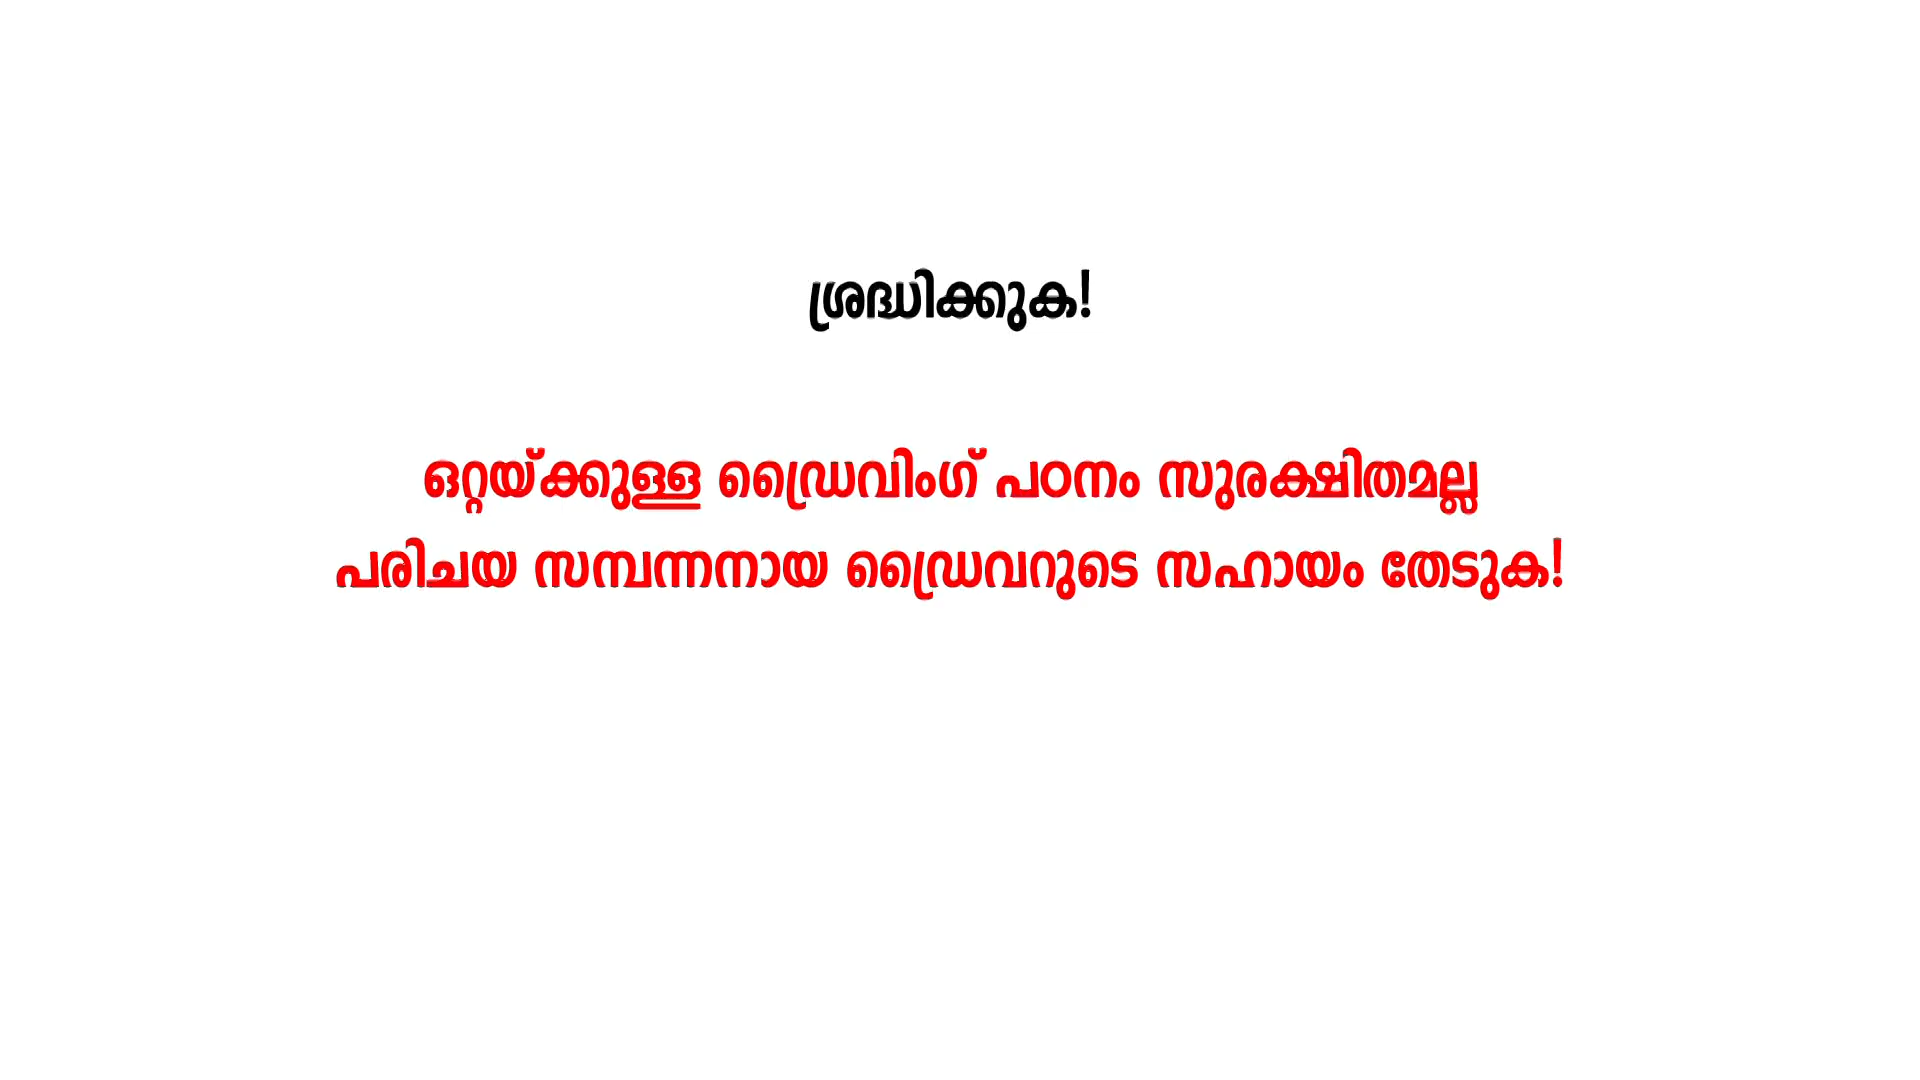 ശ്രദ്ധിക്കുക!
ഒറ്റയ്ക്കുള്ള ഡ്രൈവിംഗ് പഠനം സുരക്ഷിതമല്ല
പരിചയ സമ്പന്നനായ ഡ്രൈവറുടെ സഹായം തേടുക!